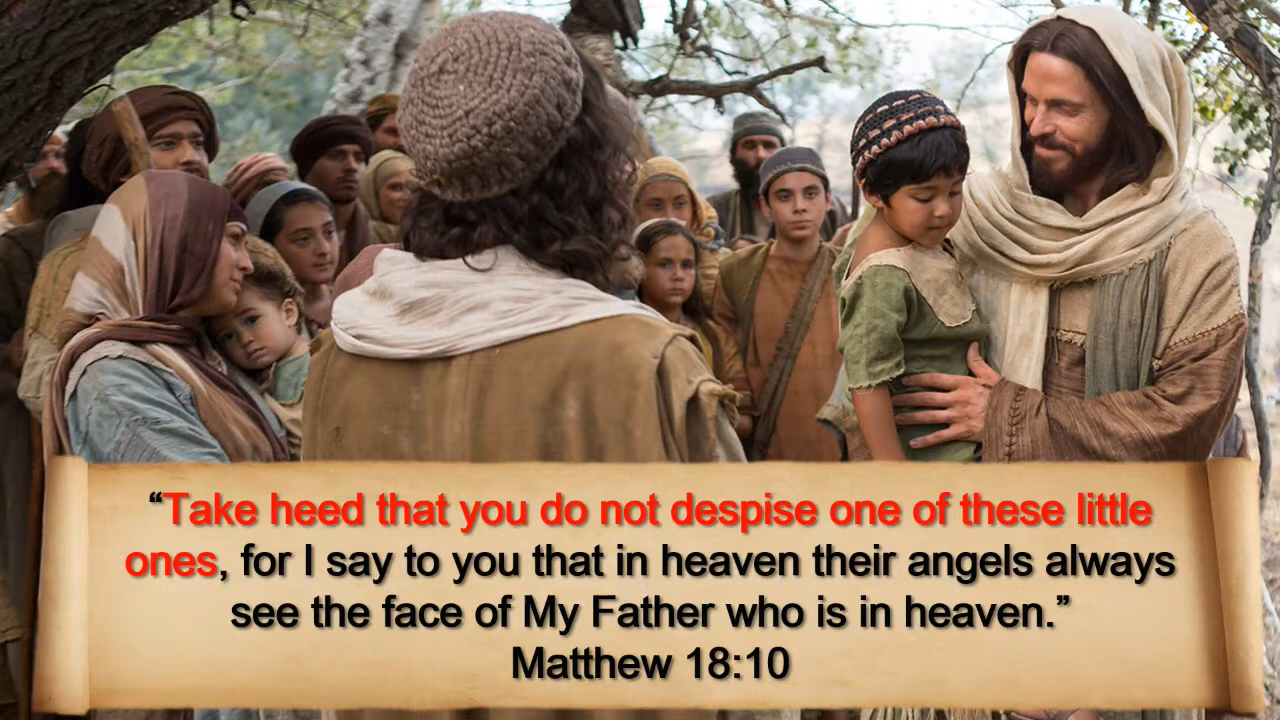 “Take heed that you do not despise one of these little
ones, for I say to you that in heaven their angels always
see the face of My Father who is in heaven.”
Matthew 18:10